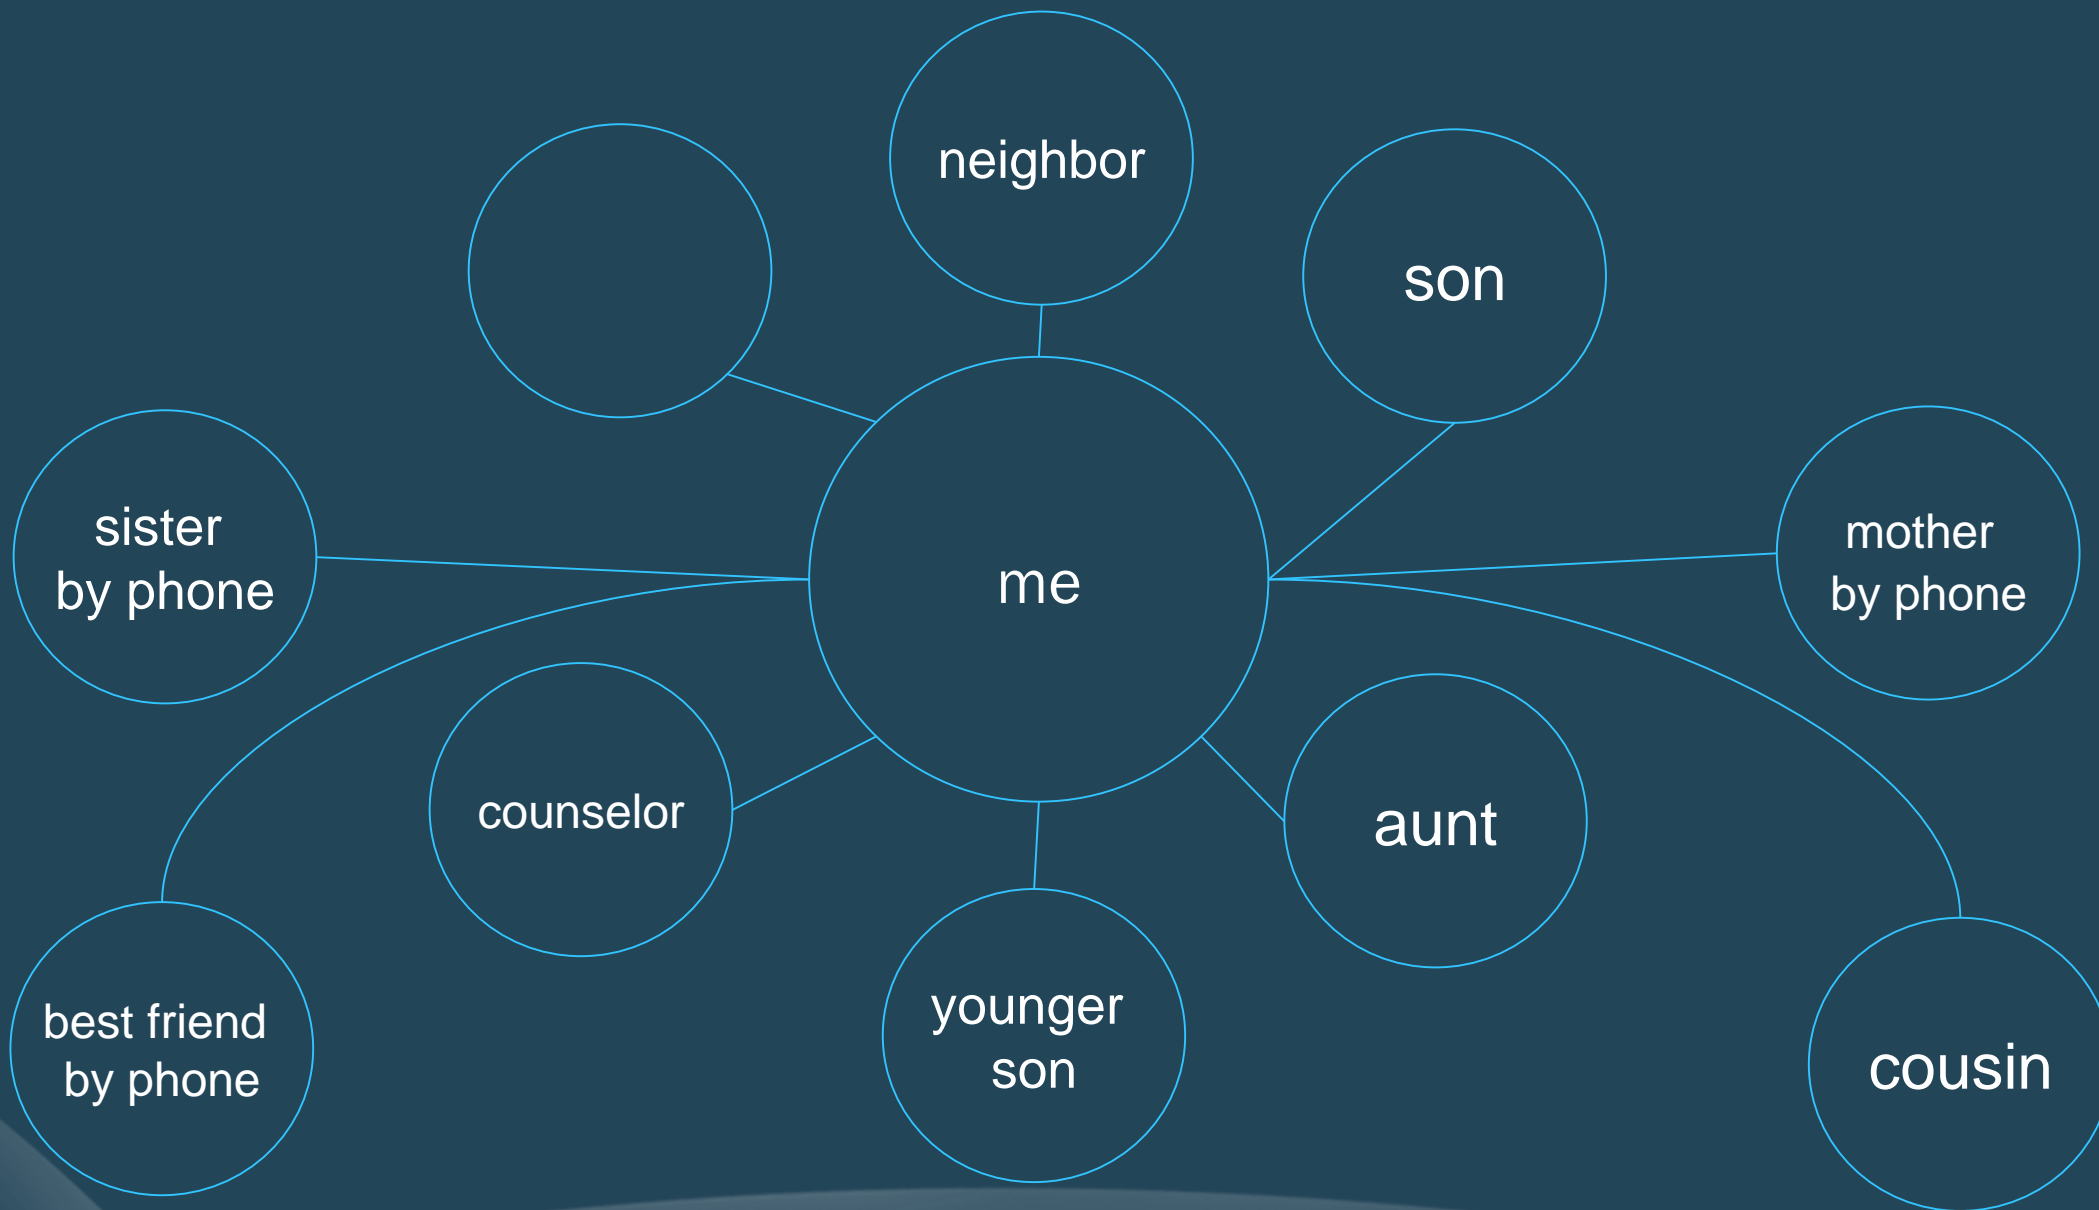 neighbor
son
sister
by phone
me
mother
by phone
counselor
aunt
best friend
by phone
younger
son
cousin